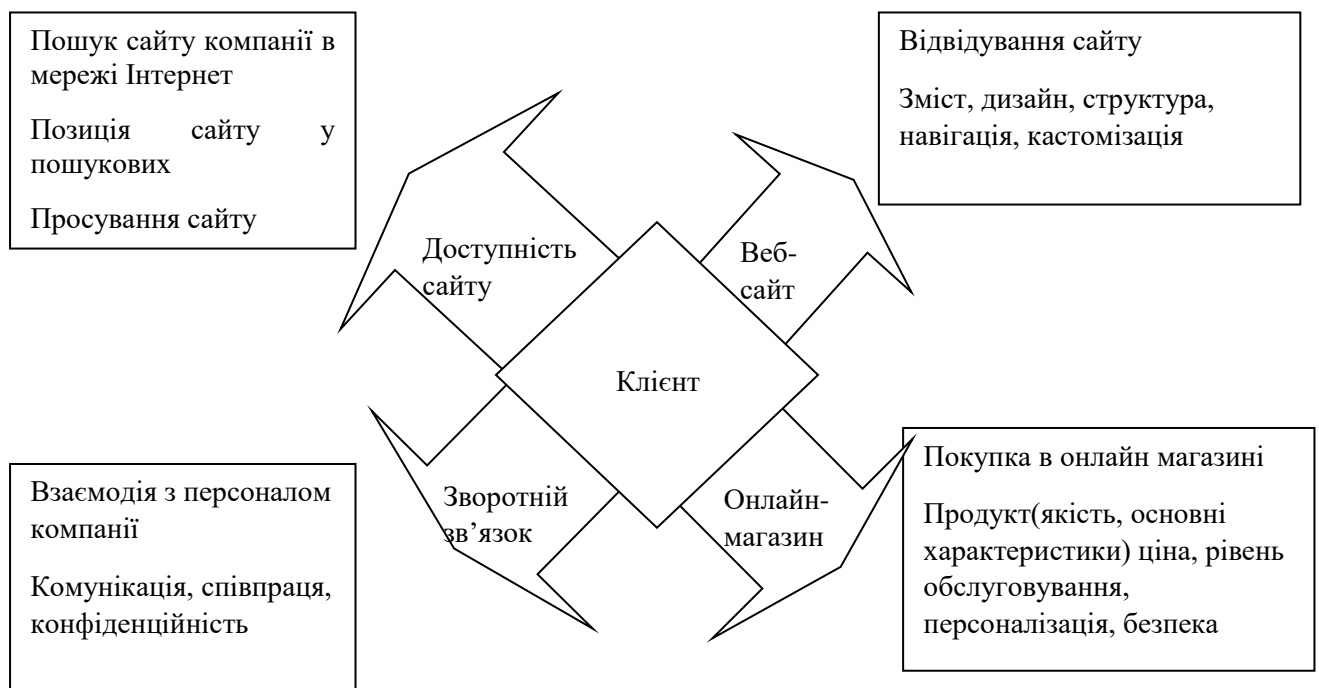 Пошук сайту компанії в
мережі Інтернет
Позиція сайту у
пошукових
Просування сайту
Відвідування сайту
Зміст, дизайн, структура,
навігація, кастомізація
Доступність
сайту
Веб-
сайт
Клієнт
Зворотній
зв’язок
Онлайн-
магазин
Взаємодія з персоналом
компанії
Комунікація, співпраця,
конфіденційність
Покупка в онлайн магазині
Продукт(якість, основні
характеристики) ціна, рівень
обслуговування,
персоналізація, безпека